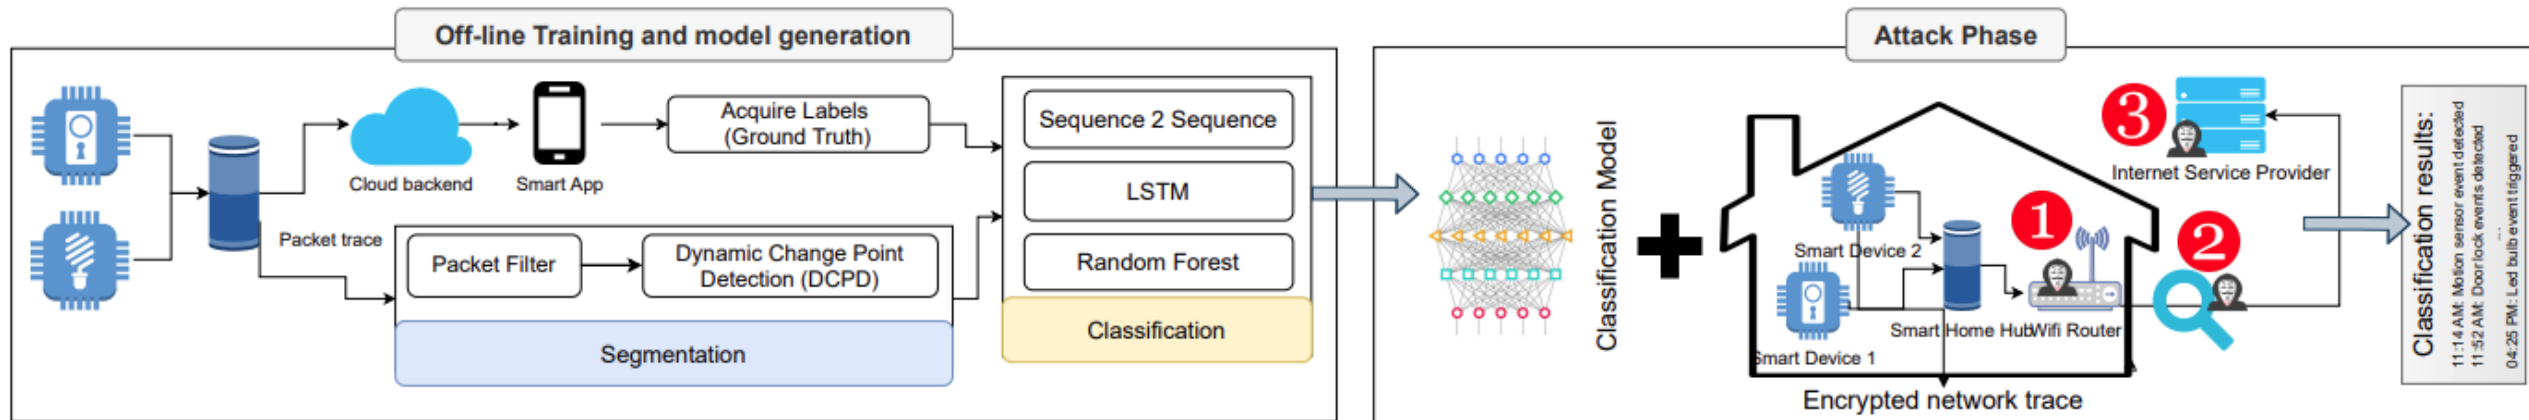 Off-line Training and model generation
Cloud backend
Smart App
Acquire Labels
(Ground Truth)
Packet trace
Packet Filter
Dynamic Change Point
Detection (DCPD)
Segmentation
Sequence 2 Sequence
LSTM
Random Forest
Classification
Attack Phase
Classification Model
Smart Device 2
Smart Device 1
Smart Home Hub
Wifi Router
1
2
3
Internet Service Provider
Encrypted network trace
Classification results:
11:14 AM: Motion sensor event detected
11:52 AM: Door lock events detected
...
04:25 PM: Led bulb event triggered